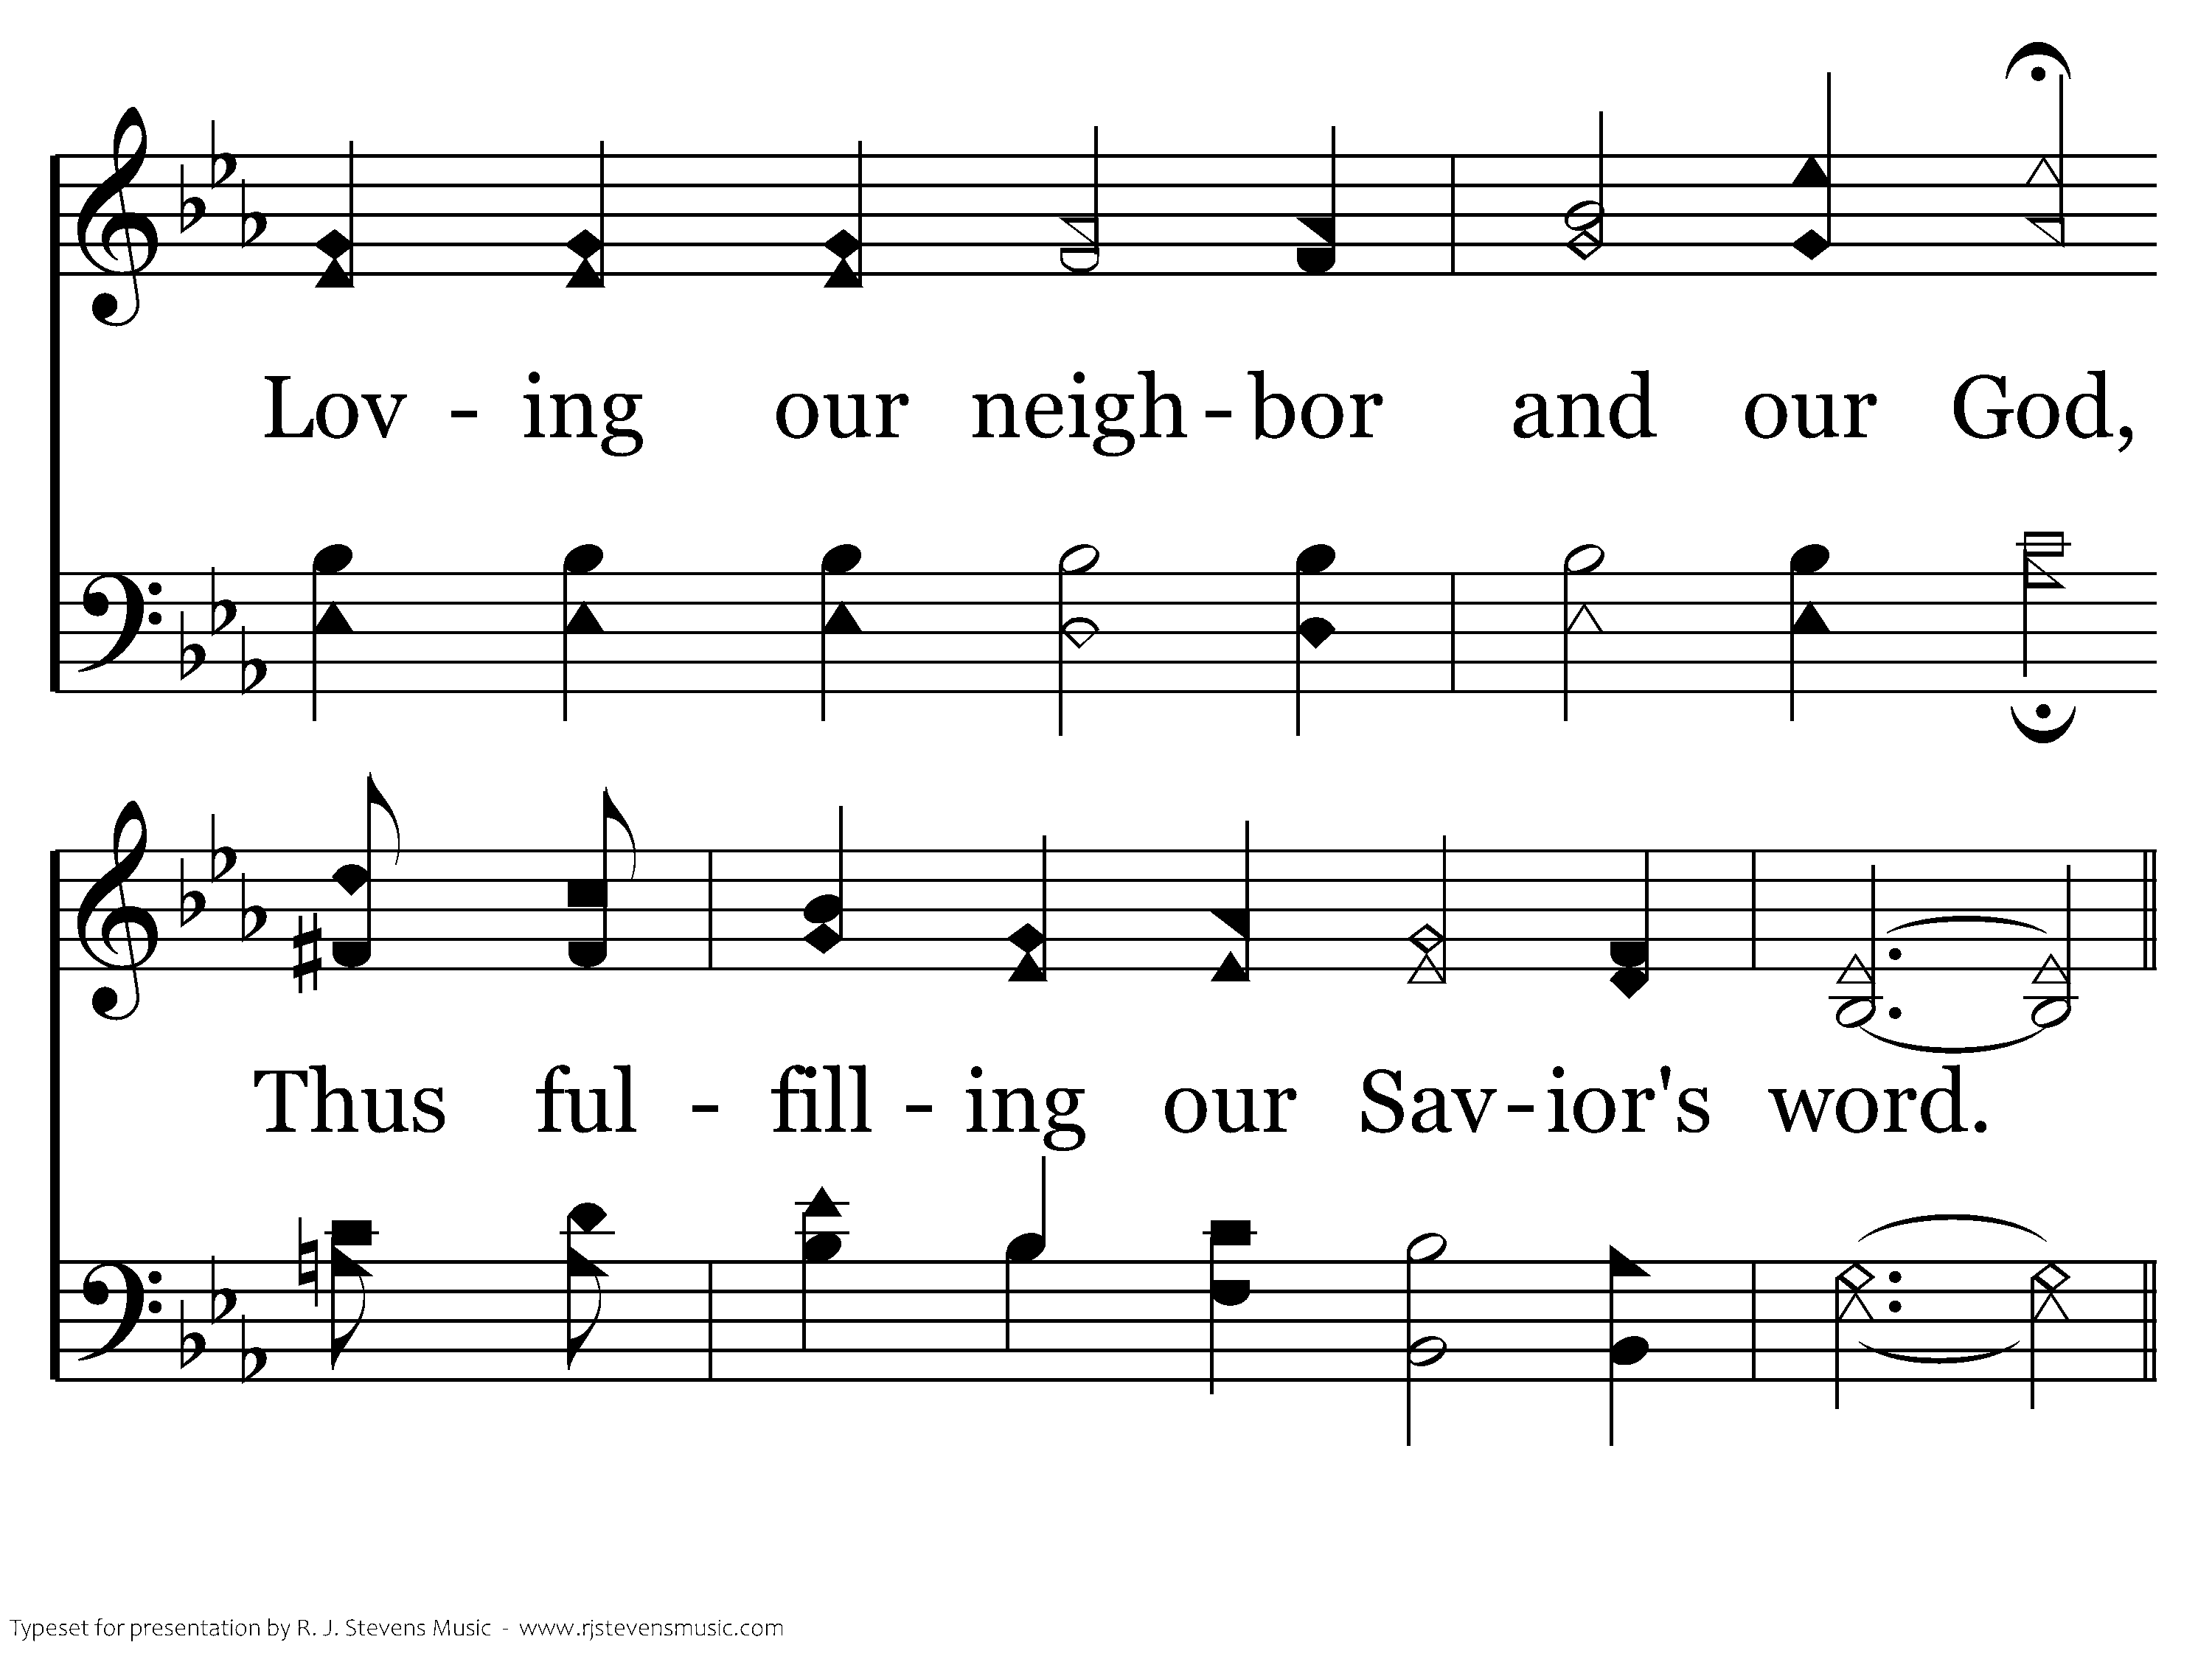 Lov - ing our neigh - bor and our God,
Thus ful - fill - ing our Sav - ior's word.
Typeset for presentation by R. J. Stevens Music - www.rjstevensmusic.com